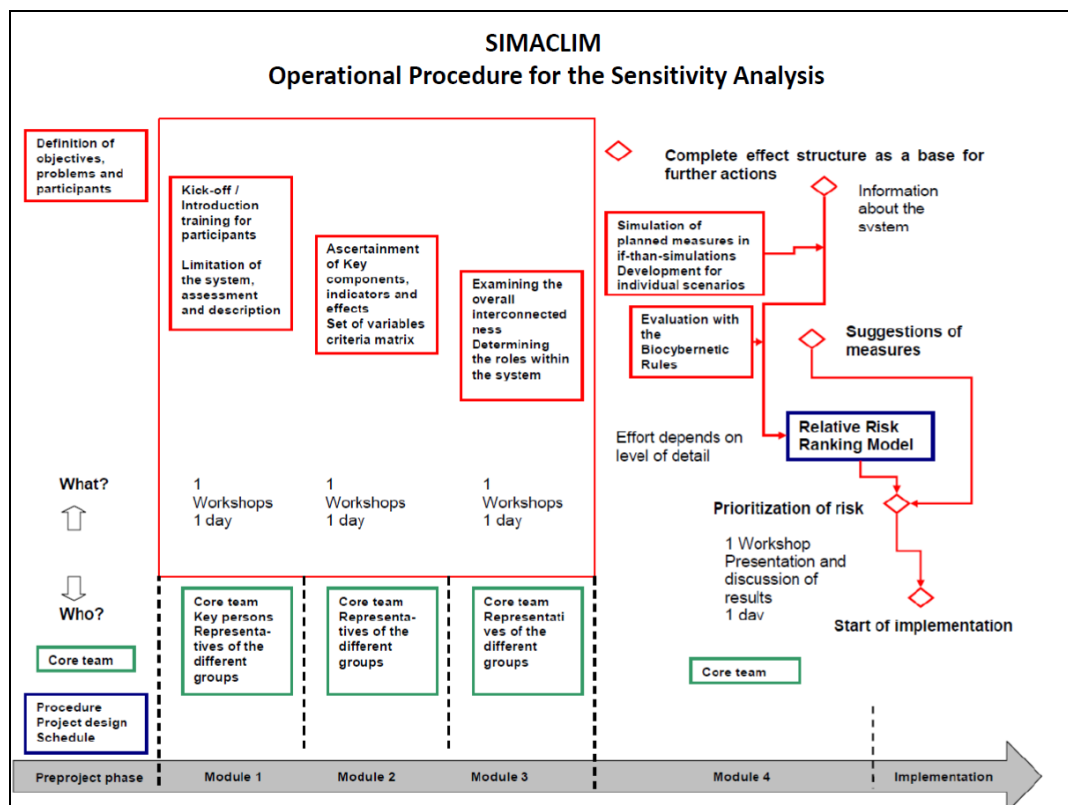 SIMACLIM
Operational Procedure for the Sensitivity Analysis
Definition of
objectives,
problems and
participants
Kick-off /
Introduction
training for
participants
Limitation of
the system,
assessment
and description
Ascertainment
of Key
components,
indicators and
effects
Set of variables
criteria matrix
Examining the
overall
interconnected
ness
Determining
the roles within
the system
Complete effect structure as a base for
further actions
Information
about the
system
Simulation of
planned measures in
if-than-simulations
Development for
individual scenarios
Evaluation with
the
Biocybernetic
Rules
Suggestions of
measures
Relative Risk
Ranking Model
Effort depends on
level of detail
What?
1
Workshops
1 day
1
Workshops
1 day
1
Workshops
1 day
Prioritization of risk
1 Workshop
Presentation and
discussion of
results
1 day
Start of implementation
Who?
Core team
Key persons
Representa-
tives of the
different
groups
Core team
Representa-
tives of the
different
groups
Core team
Representati
ves of the
different
groups
Core team
Core team
Procedure
Project design
Schedule
Preproject phase
Module 1
Module 2
Module 3
Module 4
Implementation